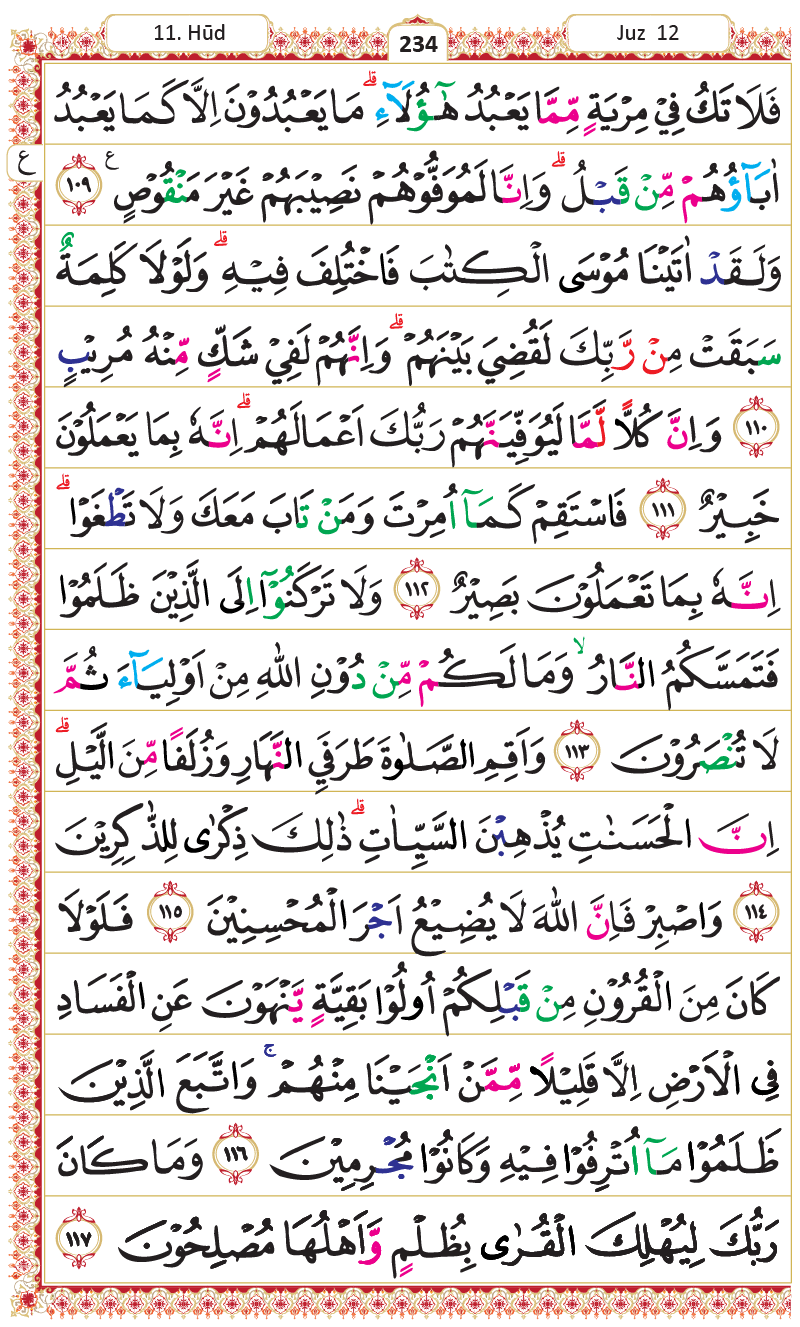 11. Hūd
234
Juz 12
فَلَا تَكُ فِيْ مِرْيَةٍ مِّمَّا يَعْبُدُ هٰٓؤُلَآءِ ۗ مَا يَعْبُدُوْنَ اِلَّا كَمَا يَعْبُدُ
ع
اٰبَآؤُهُمْ مِّنْ قَبْلُ ۗ وَاِنَّا لَمُوَفُّوْهُمْ نَصِيْبَهُمْ غَيْرَ مَنْقُوْصٍ ࣖ ١٠٩
وَلَقَدْ اٰتَيْنَا مُوْسَى الْكِتٰبَ فَاخْتُلِفَ فِيْهِ ۗ وَلَوْلَا كَلِمَةٌ
سَبَقَتْ مِنْ رَّبِّكَ لَقُضِيَ بَيْنَهُمْ ۗ وَاِنَّهُمْ لَفِيْ شَكٍّ مِّنْهُ مُرِيْبٍ
١١٠ وَاِنَّ كُلًّا لَّمَّا لَيُوَفِّيَنَّهُمْ رَبُّكَ اَعْمَالَهُمْ ۗ اِنَّهٗ بِمَا يَعْمَلُوْنَ
خَبِيْرٌ ١١١ فَاسْتَقِمْ كَمَآ اُمِرْتَ وَمَنْ تَابَ مَعَكَ وَلَا تَطْغَوْا ۗ
اِنَّهٗ بِمَا تَعْمَلُوْنَ بَصِيْرٌ ١١٢ وَلَا تَرْكَنُوْٓا اِلَى الَّذِيْنَ ظَلَمُوْا
فَتَمَسَّكُمُ النَّارُ ۙ وَمَا لَكُمْ مِّنْ دُوْنِ اللّٰهِ مِنْ اَوْلِيَآءَ ثُمَّ
لَا تُنْصَرُوْنَ ١١٣ وَاَقِمِ الصَّلٰوةَ طَرَفَيِ النَّهَارِ وَزُلَفًا مِّنَ الَّيْلِ ۗ
اِنَّ الْحَسَنٰتِ يُذْهِبْنَ السَّيِّاٰتِ ۗ ذٰلِكَ ذِكْرٰى لِلذّٰكِرِيْنَ
١١٤ وَاصْبِرْ فَاِنَّ اللّٰهَ لَا يُضِيْعُ اَجْرَ الْمُحْسِنِيْنَ ١١٥ فَلَوْلَا
كَانَ مِنَ الْقُرُوْنِ مِنْ قَبْلِكُمْ اُولُوْا بَقِيَّةٍ يَّنْهَوْنَ عَنِ الْفَسَادِ
فِى الْاَرْضِ اِلَّا قَلِيْلًا مِّمَّنْ اَنْجَيْنَا مِنْهُمْ ۚ وَاتَّبَعَ الَّذِيْنَ
ظَلَمُوْا مَآ اُتْرِفُوْا فِيْهِ وَكَانُوْا مُجْرِمِيْنَ ١١٦ وَمَا كَانَ
رَبُّكَ لِيُهْلِكَ الْقُرٰى بِظُلْمٍ وَّاَهْلُهَا مُصْلِحُوْنَ ١١٧